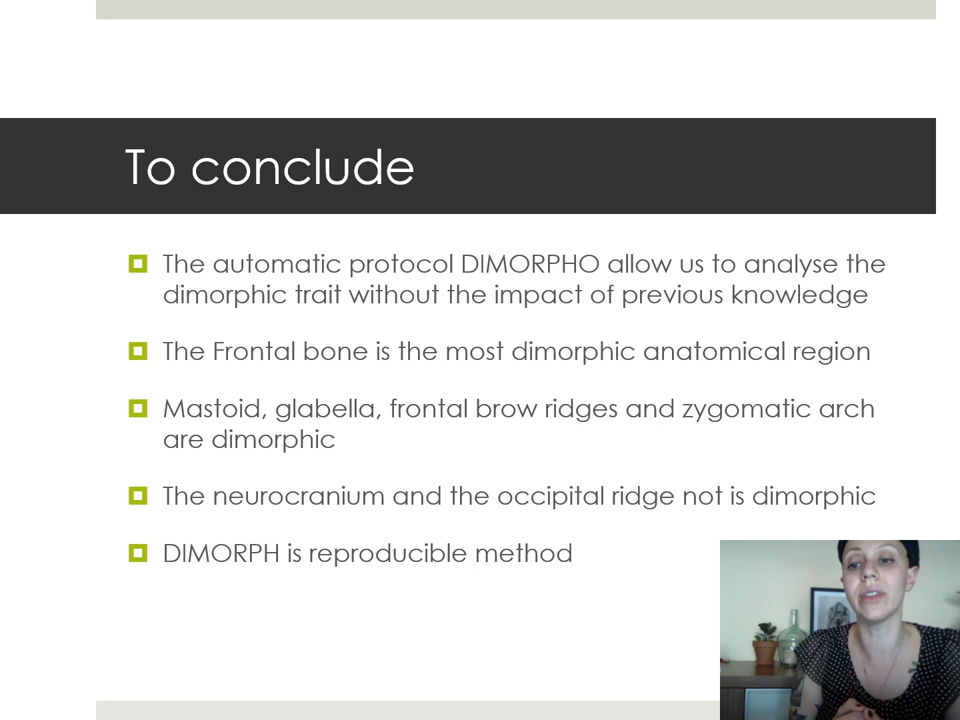 To conclude
The automatic protocol DIMORPHO allow us to analyse the
dimorphic trait without the impact of previous knowledge
The Frontal bone is the most dimorphic anatomical region
Mastoid, glabella, frontal brow ridges and zygomatic arch
are dimorphic
The neurocranium and the occipital ridge not is dimorphic
DIMORPH is reproducible method